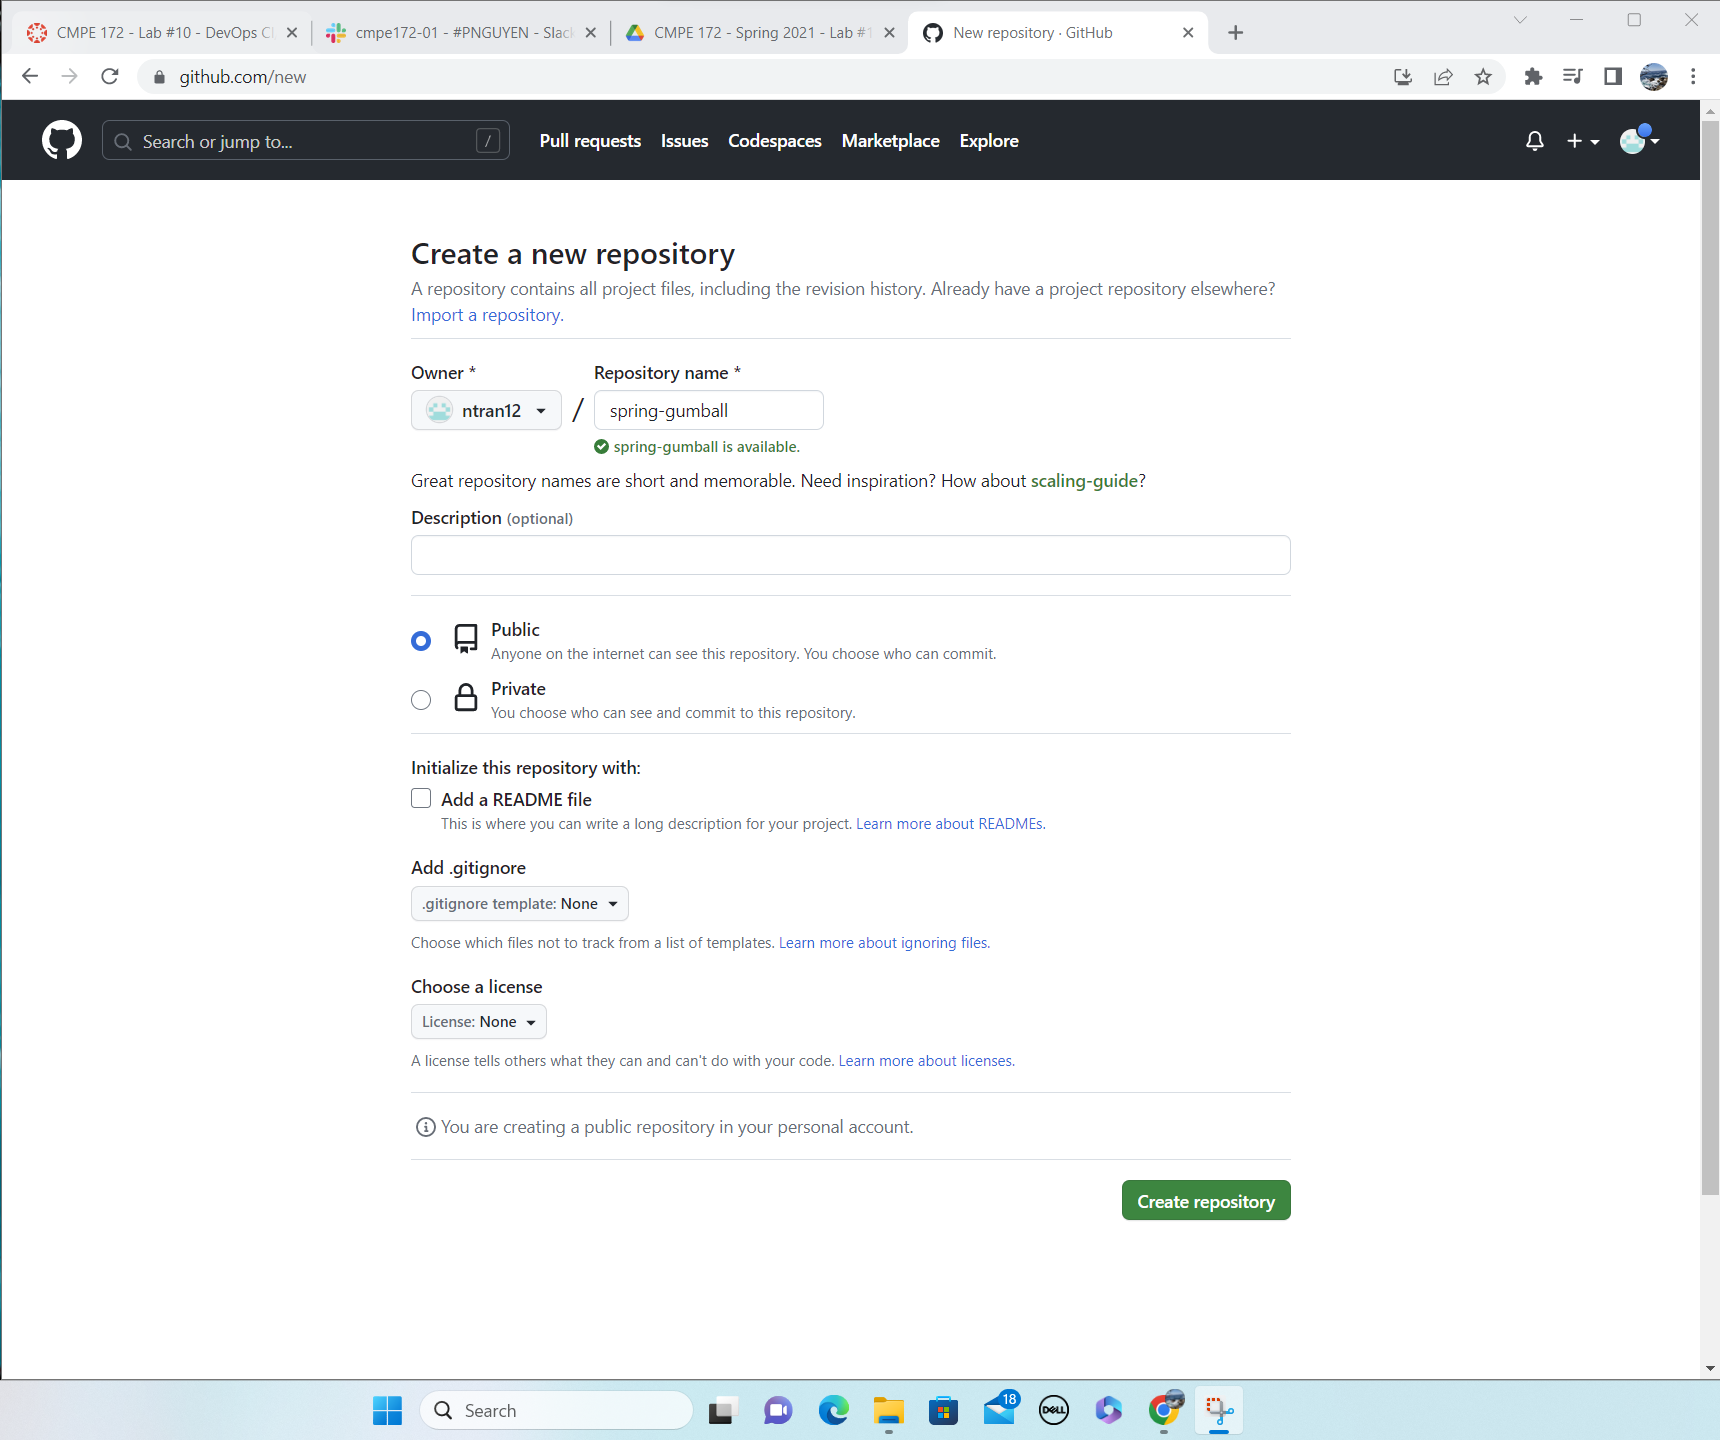 CMPE 172 - Lab #10 - DevOps C
cmpe172-01 - #PNGUYEN - Slac
CMPE 172 - Spring 2021 - Lab #1
New repository · GitHub
github.com/new
Search or jump to...
/
Pull requests
Issues
Codespaces
Marketplace
Explore
Create a new repository
A repository contains all project files, including the revision history. Already have a project repository elsewhere?
Import a repository.
Owner *
Repository name *
ntran12
/
spring-gumball
spring-gumball is available.
Great repository names are short and memorable. Need inspiration? How about scaling-guide?
Description (optional)
Public
Anyone on the internet can see this repository. You choose who can commit.
Private
You choose who can see and commit to this repository.
Initialize this repository with:
Add a README file
This is where you can write a long description for your project. Learn more about READMEs.
Add .gitignore
.gitignore template: None
Choose which files not to track from a list of templates. Learn more about ignoring files.
Choose a license
License: None
A license tells others what they can and can't do with your code. Learn more about licenses.
You are creating a public repository in your personal account.
Create repository
Search
18
DELL